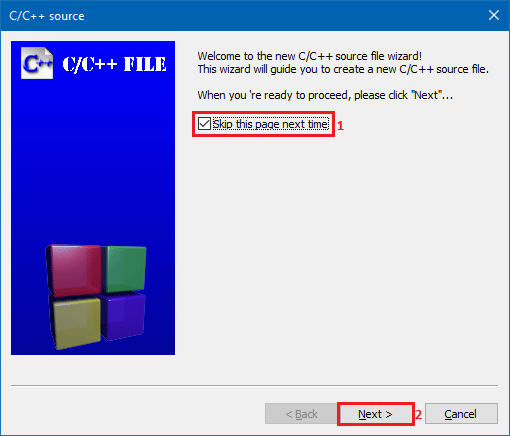 C/C++ source
C++
C/C++ FILE
Welcome to the new C/C++ source file wizard!
This wizard will guide you to create a new C/C++ source file.
When you 're ready to proceed, please click "Next"...
Skip this page next time 1
< Back Next > 2 Cancel